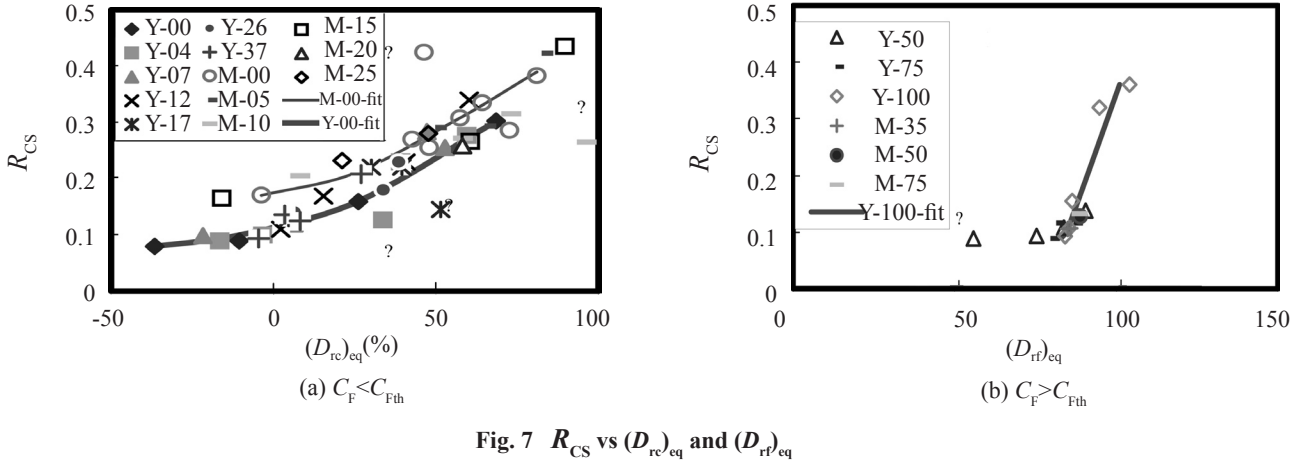 0.5
0.4
0.3
0.2
0.1
0
R_CS
Y-00 Y-26 M-15
Y-04 Y-37 M-20
Y-07 M-00 M-25
Y-12 M-05 M-00-fit
Y-17 M-10 Y-00-fit
?
?
?
?
-50 0 50 100
(D_rc)_eq(%)
(a) C_F<C_Fth
0.5
0.4
0.3
0.2
0.1
0
R_CS
Y-50
Y-75
Y-100
M-35
M-50
M-75
Y-100-fit
?
0 50 100 150
(D_rf)_eq
(b) C_F>C_Fth
Fig. 7 R_CS vs (D_rc)_eq and (D_rf)_eq